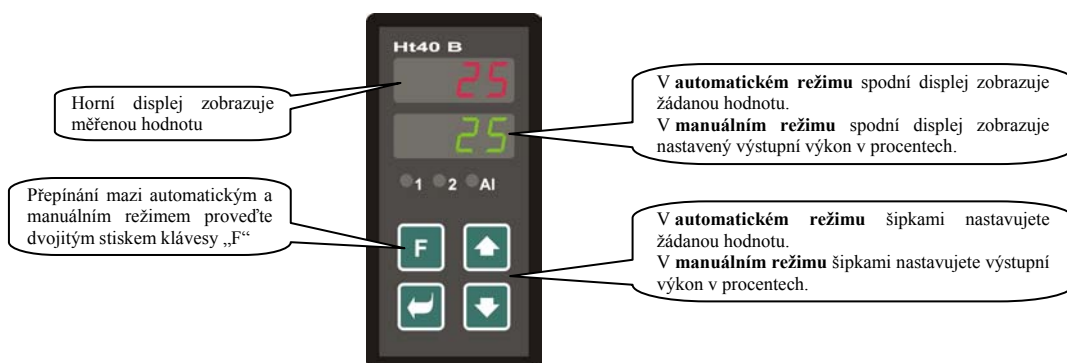 Ht40 B
25
25
1 2 Al
F
Horní displej zobrazuje
měřenou hodnotu
Přepínání mazi automatickým a
manuálním režimem proveďte
dvojitým stiskem klávesy „F“
V automatickém režimu spodní displej zobrazuje
žádanou hodnotu.
V manuálním režimu spodní displej zobrazuje
nastavený výstupní výkon v procentech.
V automatickém režimu šipkami nastavujete
žádanou hodnotu.
V manuálním režimu šipkami nastavujete výstupní
výkon v procentech.